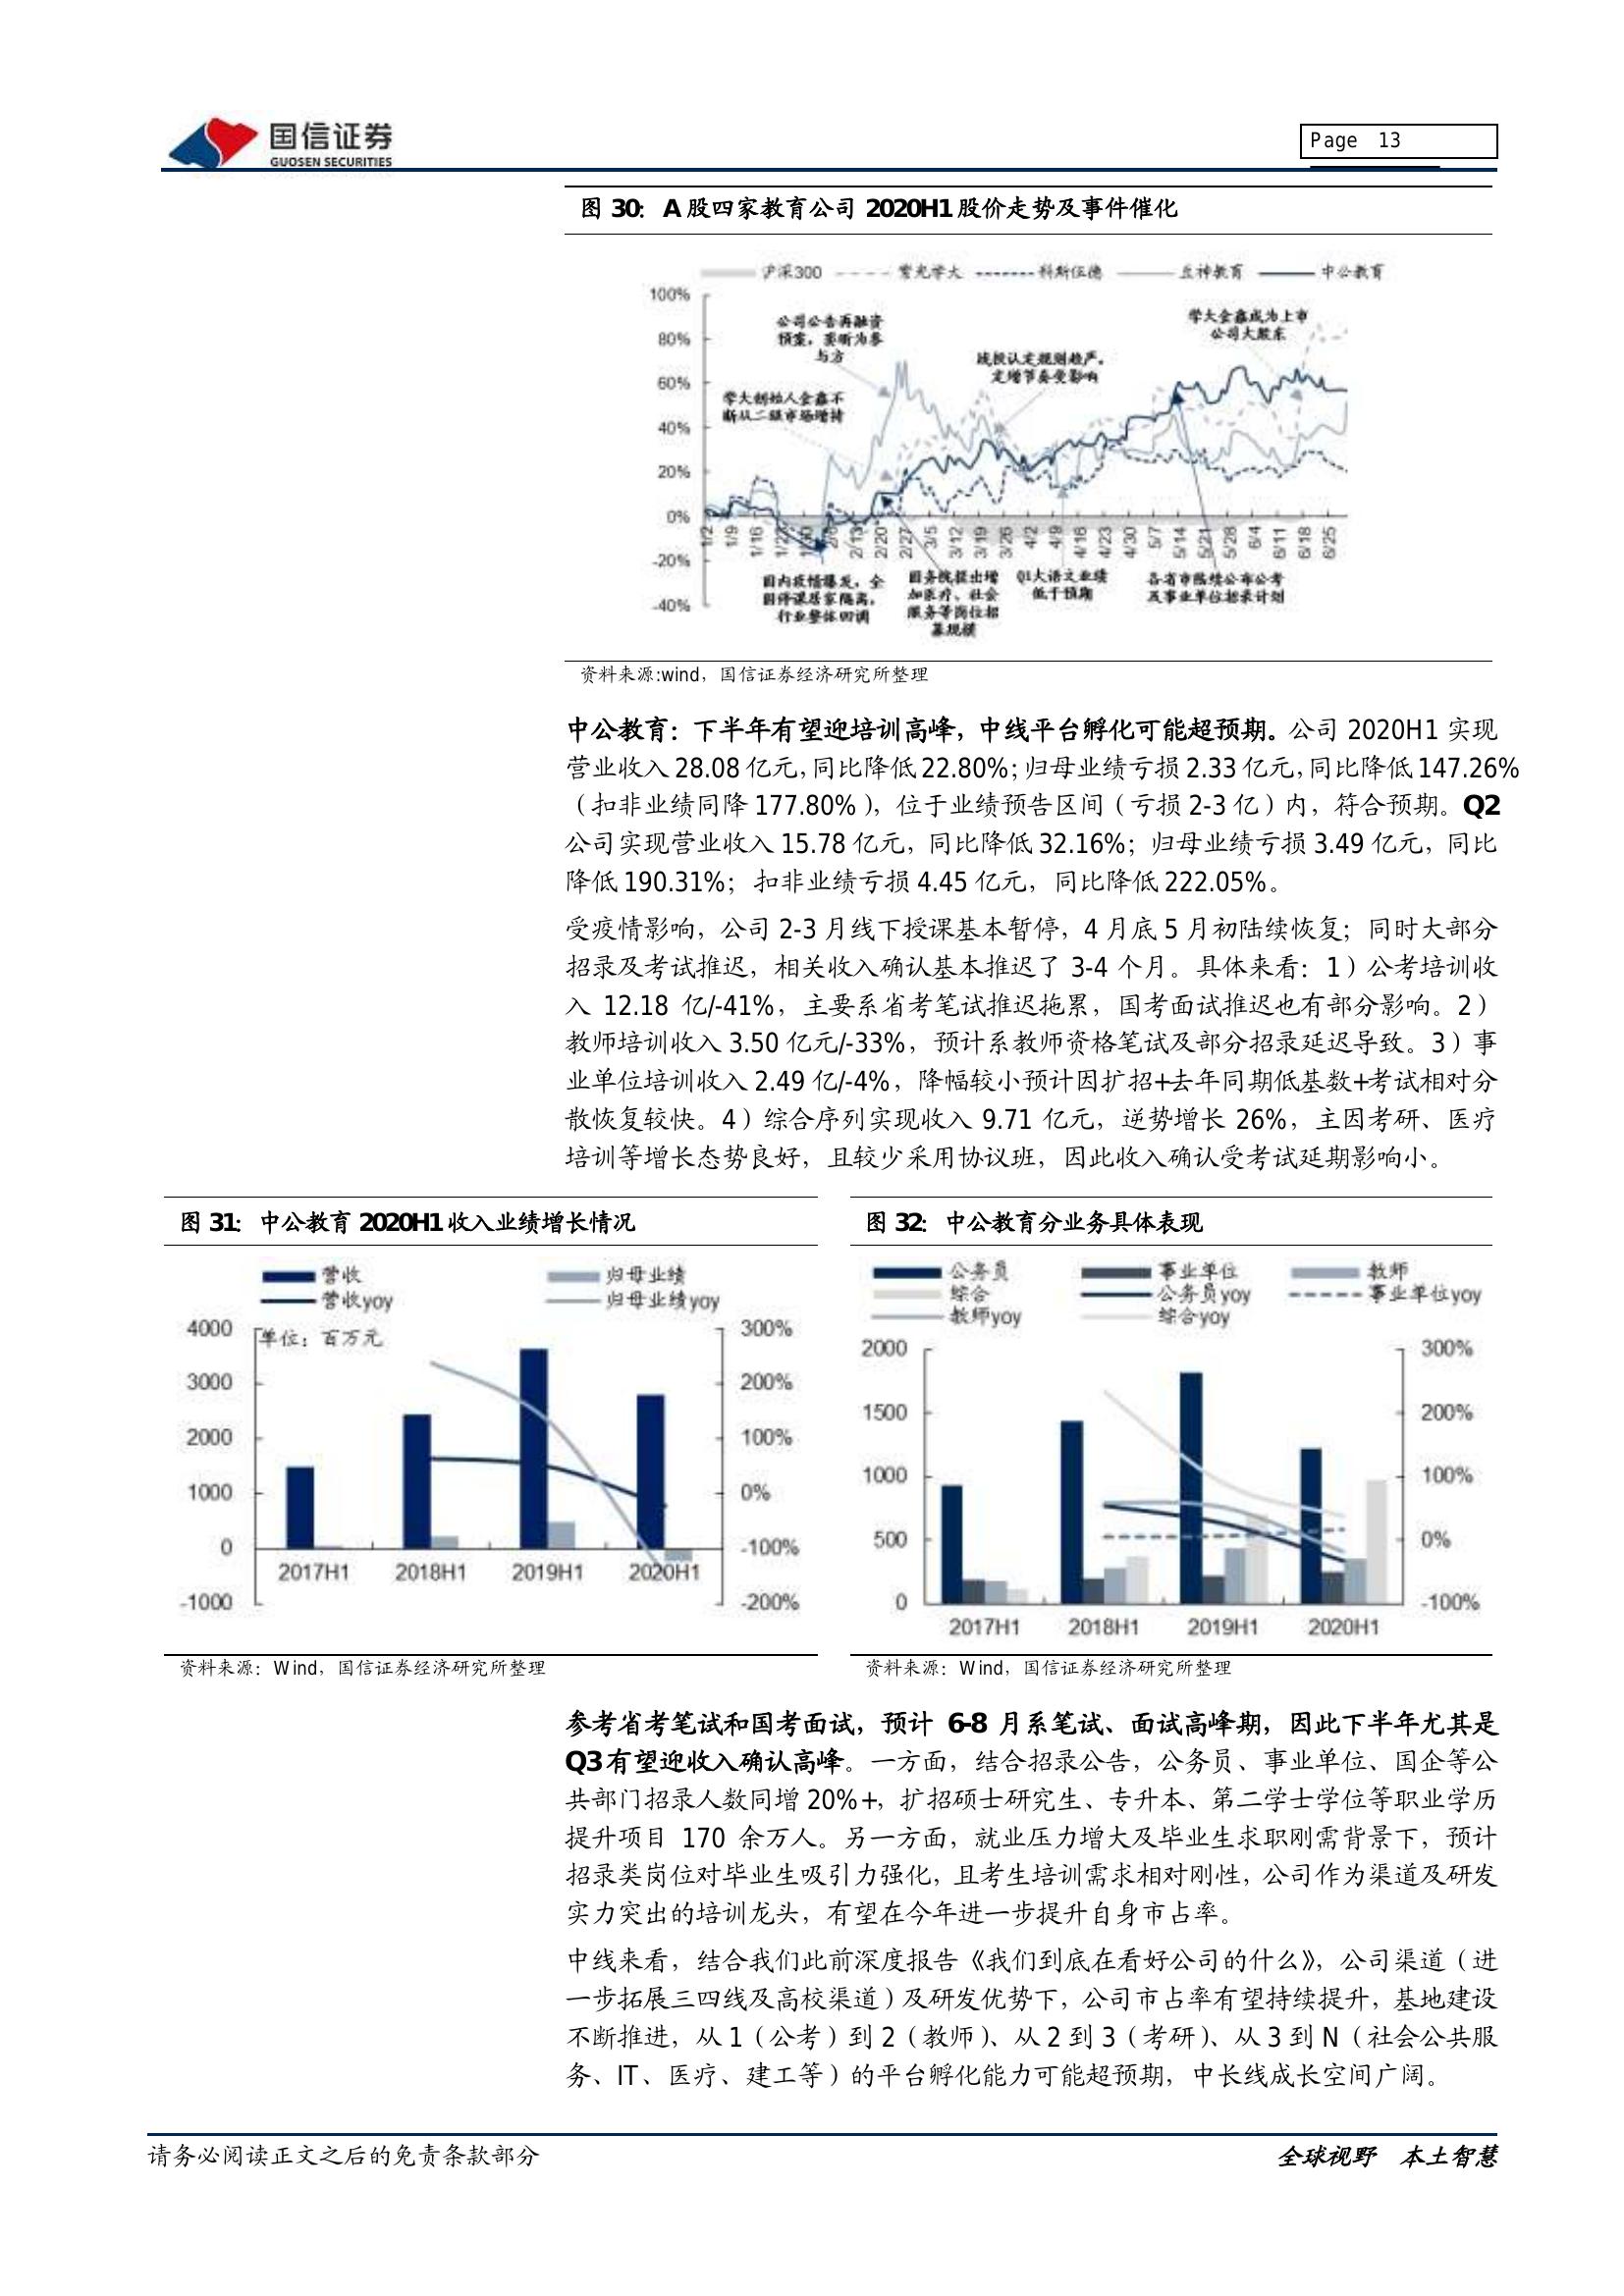 国信证券
GUOSEN SECURITIES
Page 13
图 30：A 股四家教育公司 2020H1 股价走势及事件催化
沪深300 紫光学大 科斯伍德 立神教育 中公教育
100%
80%
60%
40%
20%
0%
-20%
-40%
公司公告再融资
预案，要昕为参
与方
学大创始人金鑫不
断从二级市场增持
战投认定规则趋严，
定增节奏受影响
学大金鑫成为上市
公司大股东
1/2 1/9 1/16 2/6 2/13 2/20 2/27 3/5 3/12 3/19 3/26 4/2 4/9 4/16 4/23 4/30 5/7 5/14 5/21 5/28 6/4 6/11 6/18 6/25
国内疫情爆发，全
国停课居家隔离，
行业整体回调
国务院提出增
加医疗、社会
服务等岗位招
募规模
Q1大语文业绩
低于预期
各省市陆续公布公考
及事业单位招录计划
资料来源:wind，国信证券经济研究所整理
中公教育：下半年有望迎培训高峰，中线平台孵化可能超预期。公司 2020H1 实现
营业收入 28.08 亿元，同比降低 22.80%；归母业绩亏损 2.33 亿元，同比降低 147.26%
（扣非业绩同降 177.80%），位于业绩预告区间（亏损 2-3 亿）内，符合预期。Q2
公司实现营业收入 15.78 亿元，同比降低 32.16%；归母业绩亏损 3.49 亿元，同比
降低 190.31%；扣非业绩亏损 4.45 亿元，同比降低 222.05%。
受疫情影响，公司 2-3 月线下授课基本暂停，4 月底 5 月初陆续恢复；同时大部分
招录及考试推迟，相关收入确认基本推迟了 3-4 个月。具体来看：1）公考培训收
入 12.18 亿/-41%，主要系省考笔试推迟拖累，国考面试推迟也有部分影响。2）
教师培训收入 3.50 亿元/-33%，预计系教师资格笔试及部分招录延迟导致。3）事
业单位培训收入 2.49 亿/-4%，降幅较小预计因扩招+去年同期低基数+考试相对分
散恢复较快。4）综合序列实现收入 9.71 亿元，逆势增长 26%，主因考研、医疗
培训等增长态势良好，且较少采用协议班，因此收入确认受考试延期影响小。
图 31：中公教育 2020H1 收入业绩增长情况
营收 归母业绩
营收yoy 归母业绩yoy
单位：百万元
4000 300%
3000 200%
2000 100%
1000 0%
0 -100%
-1000 -200%
2017H1 2018H1 2019H1 2020H1
资料来源：Wind，国信证券经济研究所整理
图 32：中公教育分业务具体表现
公务员 事业单位 教师
综合 公务员yoy 事业单位yoy
教师yoy 综合yoy
2000 300%
1500 200%
1000 100%
500 0%
0 -100%
2017H1 2018H1 2019H1 2020H1
资料来源：Wind，国信证券经济研究所整理
参考省考笔试和国考面试，预计 6-8 月系笔试、面试高峰期，因此下半年尤其是
Q3 有望迎收入确认高峰。一方面，结合招录公告，公务员、事业单位、国企等公
共部门招录人数同增 20%+，扩招硕士研究生、专升本、第二学士学位等职业学历
提升项目 170 余万人。另一方面，就业压力增大及毕业生求职刚需背景下，预计
招录类岗位对毕业生吸引力强化，且考生培训需求相对刚性，公司作为渠道及研发
实力突出的培训龙头，有望在今年进一步提升自身市占率。
中线来看，结合我们此前深度报告《我们到底在看好公司的什么》，公司渠道（进
一步拓展三四线及高校渠道）及研发优势下，公司市占率有望持续提升，基地建设
不断推进，从 1（公考）到 2（教师）、从 2 到 3（考研）、从 3 到 N（社会公共服
务、IT、医疗、建工等）的平台孵化能力可能超预期，中长线成长空间广阔。
请务必阅读正文之后的免责条款部分
全球视野 本土智慧